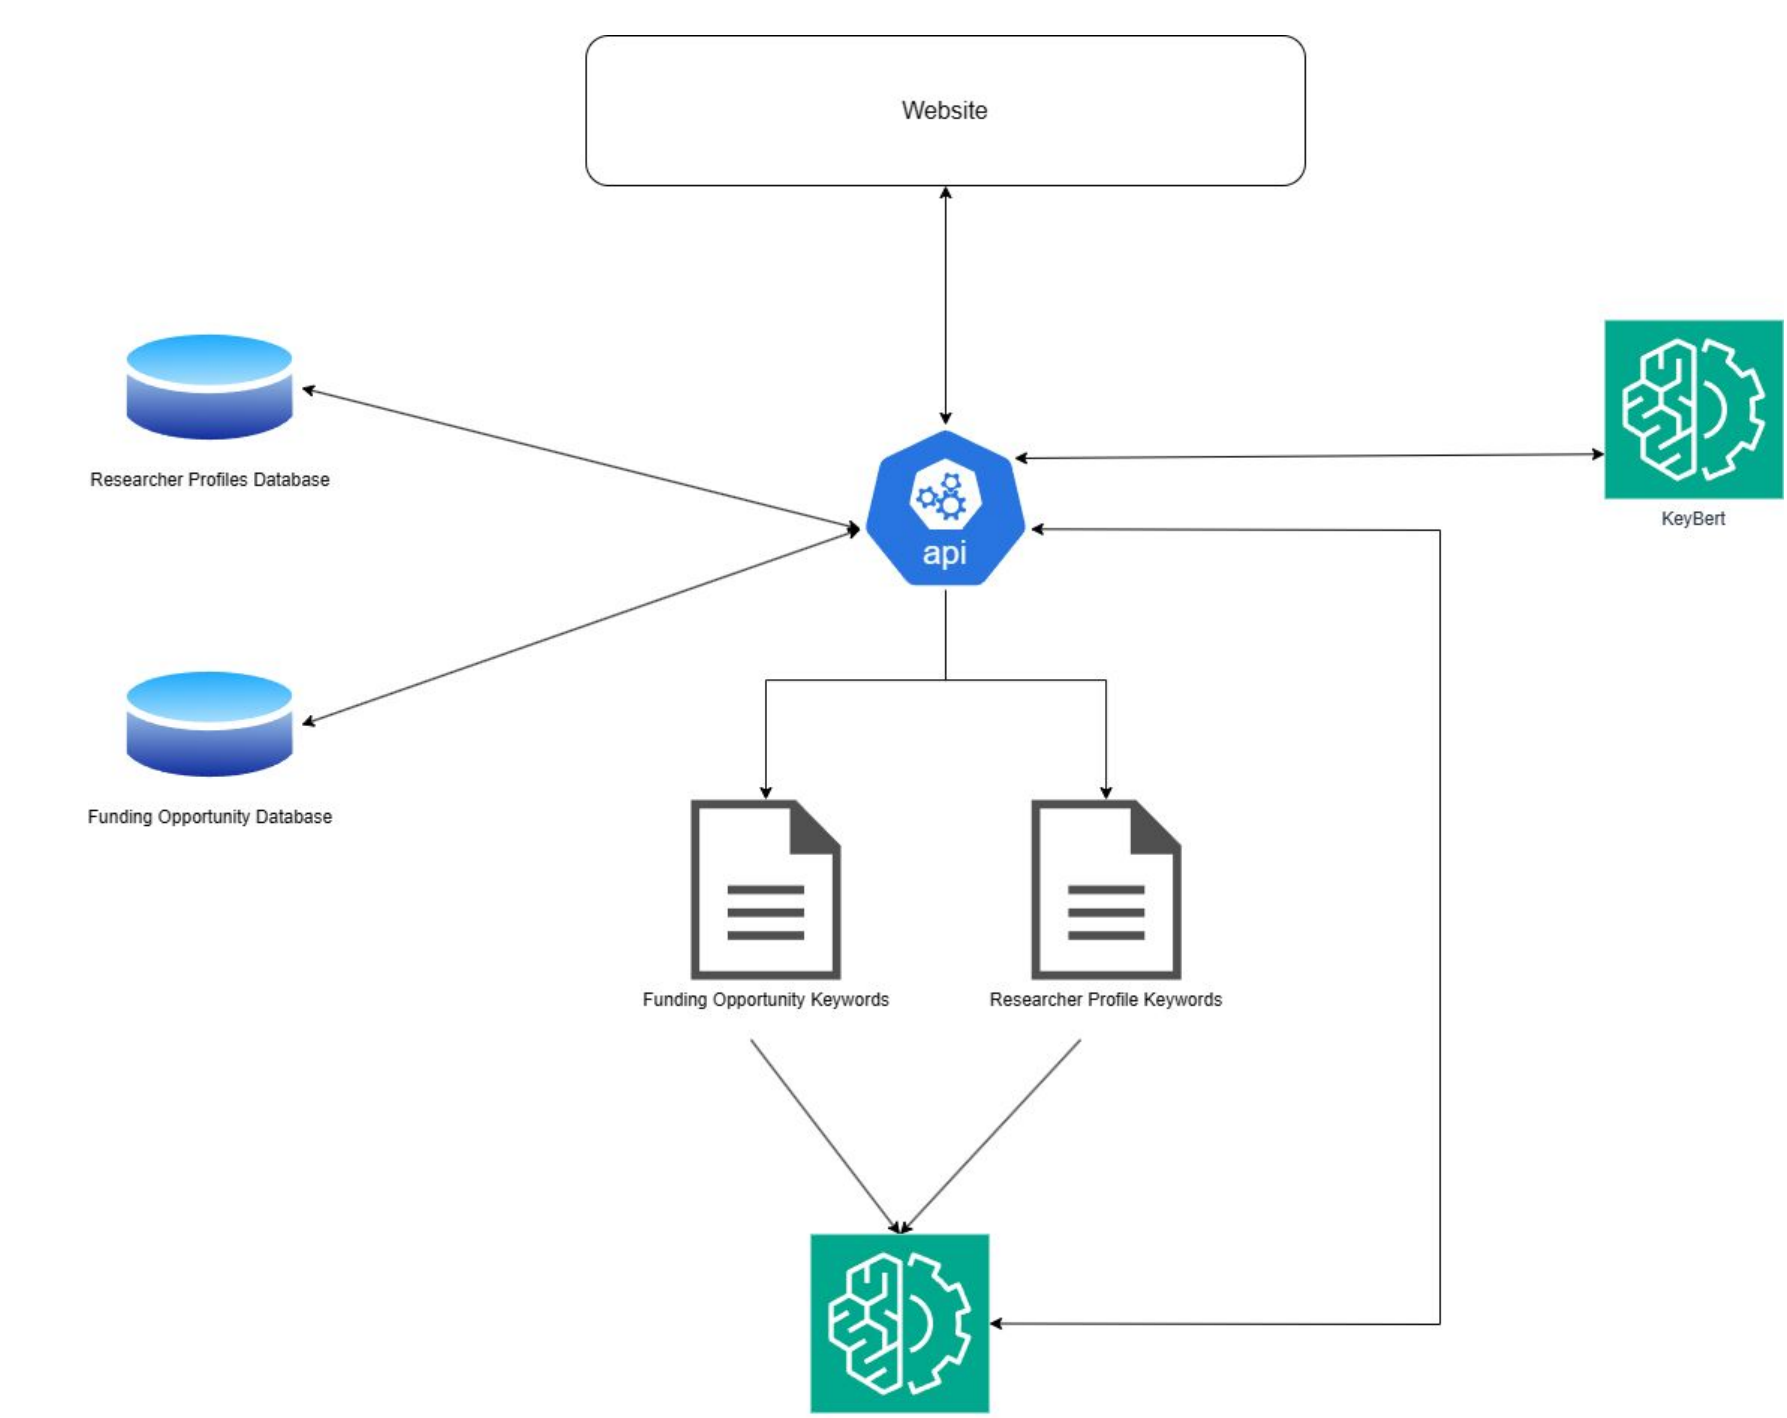 Website
Researcher Profiles Database
KeyBert
api
Funding Opportunity Database
Funding Opportunity Keywords
Researcher Profile Keywords